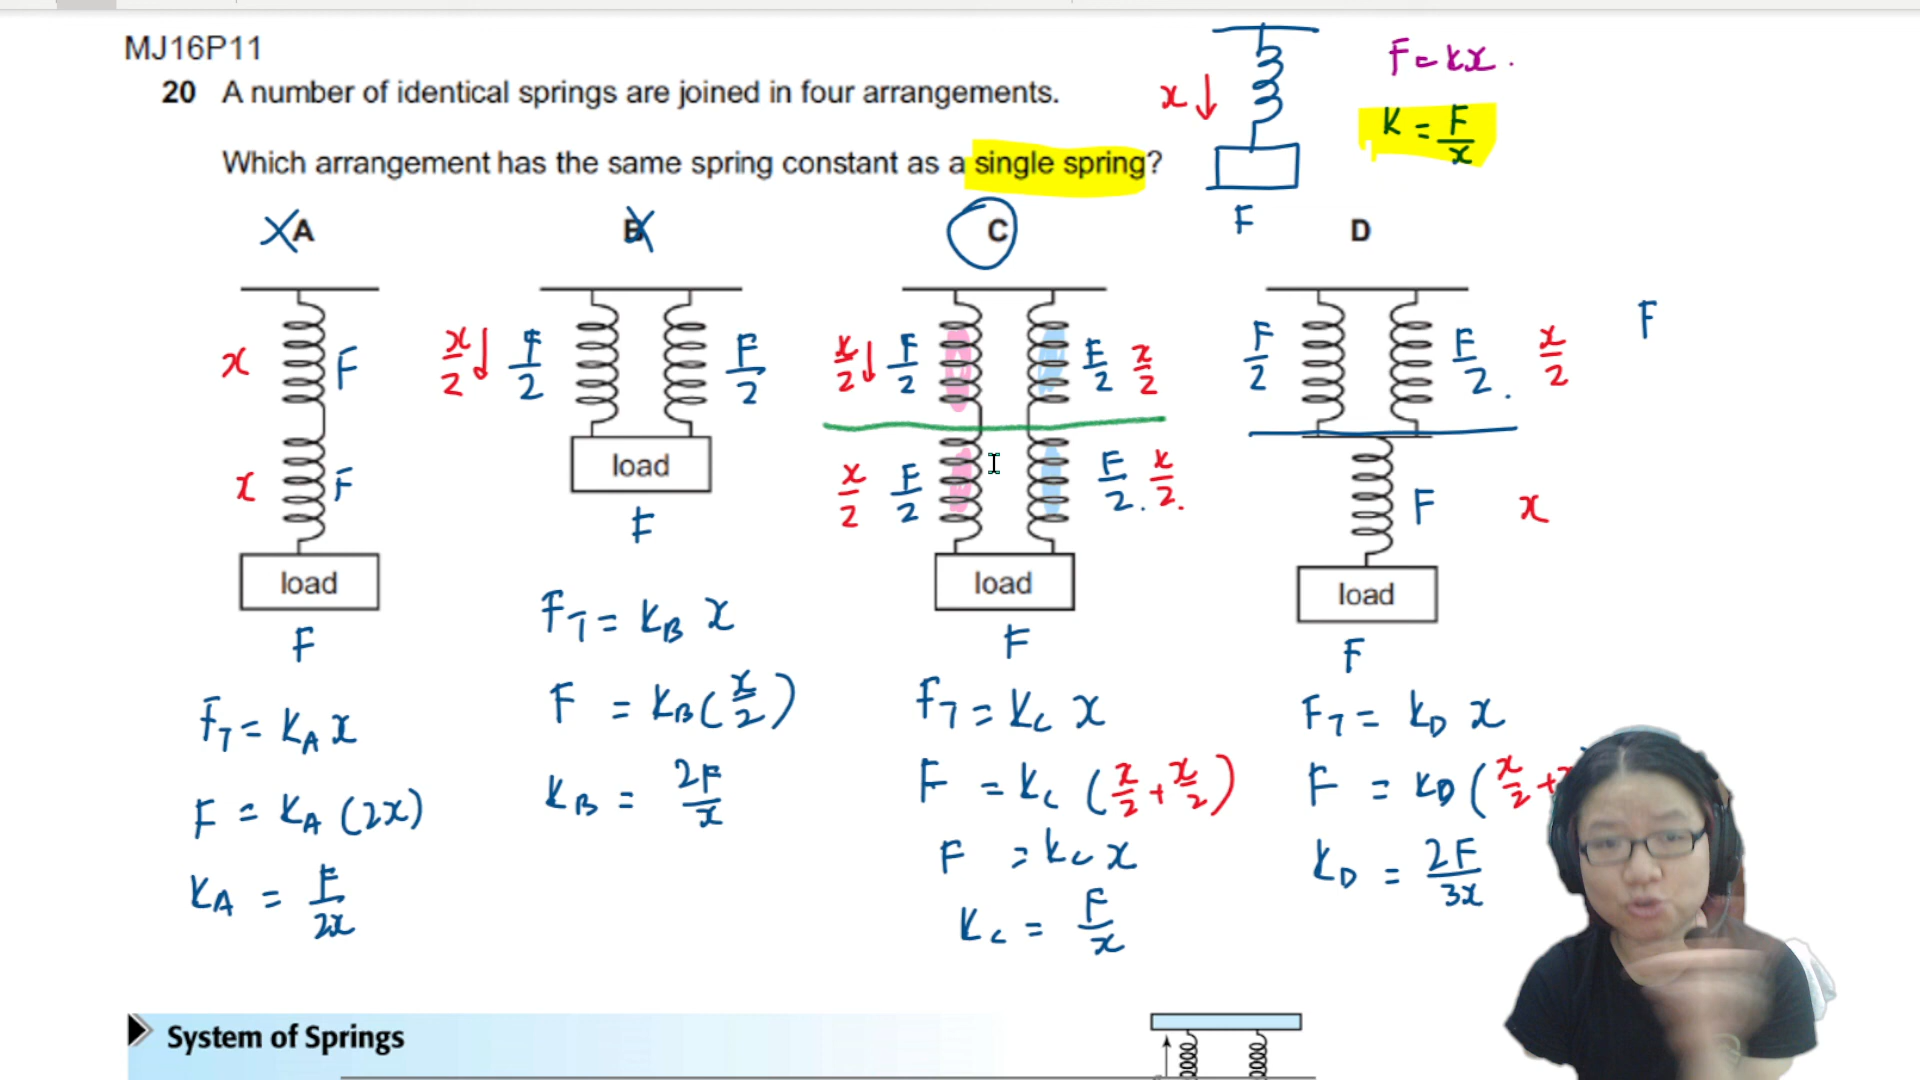 MJ16P11
20 A number of identical springs are joined in four arrangements.
Which arrangement has the same spring constant as a single spring?
x↓
F
F = kx.
K = F/x
A
B
C
D
x F
x F
load
F
F_T = K_A x
F = K_A (2x)
K_A = F/2x
x/2 ↓ F/2 F/2
load
F
F_T = K_B x
F = K_B (x/2)
K_B = 2F/x
x/2 ↓ F/2 F/2 x/2
x/2 F/2 F/2. x/2.
load
F
F_T = K_C x
F = K_C (x/2 + x/2)
F = K_C x
K_C = F/x
F/2 F/2. x/2 F
F x
load
F
F_T = K_D x
F = K_D (x/2 +
K_D = 2F/3x
System of Springs